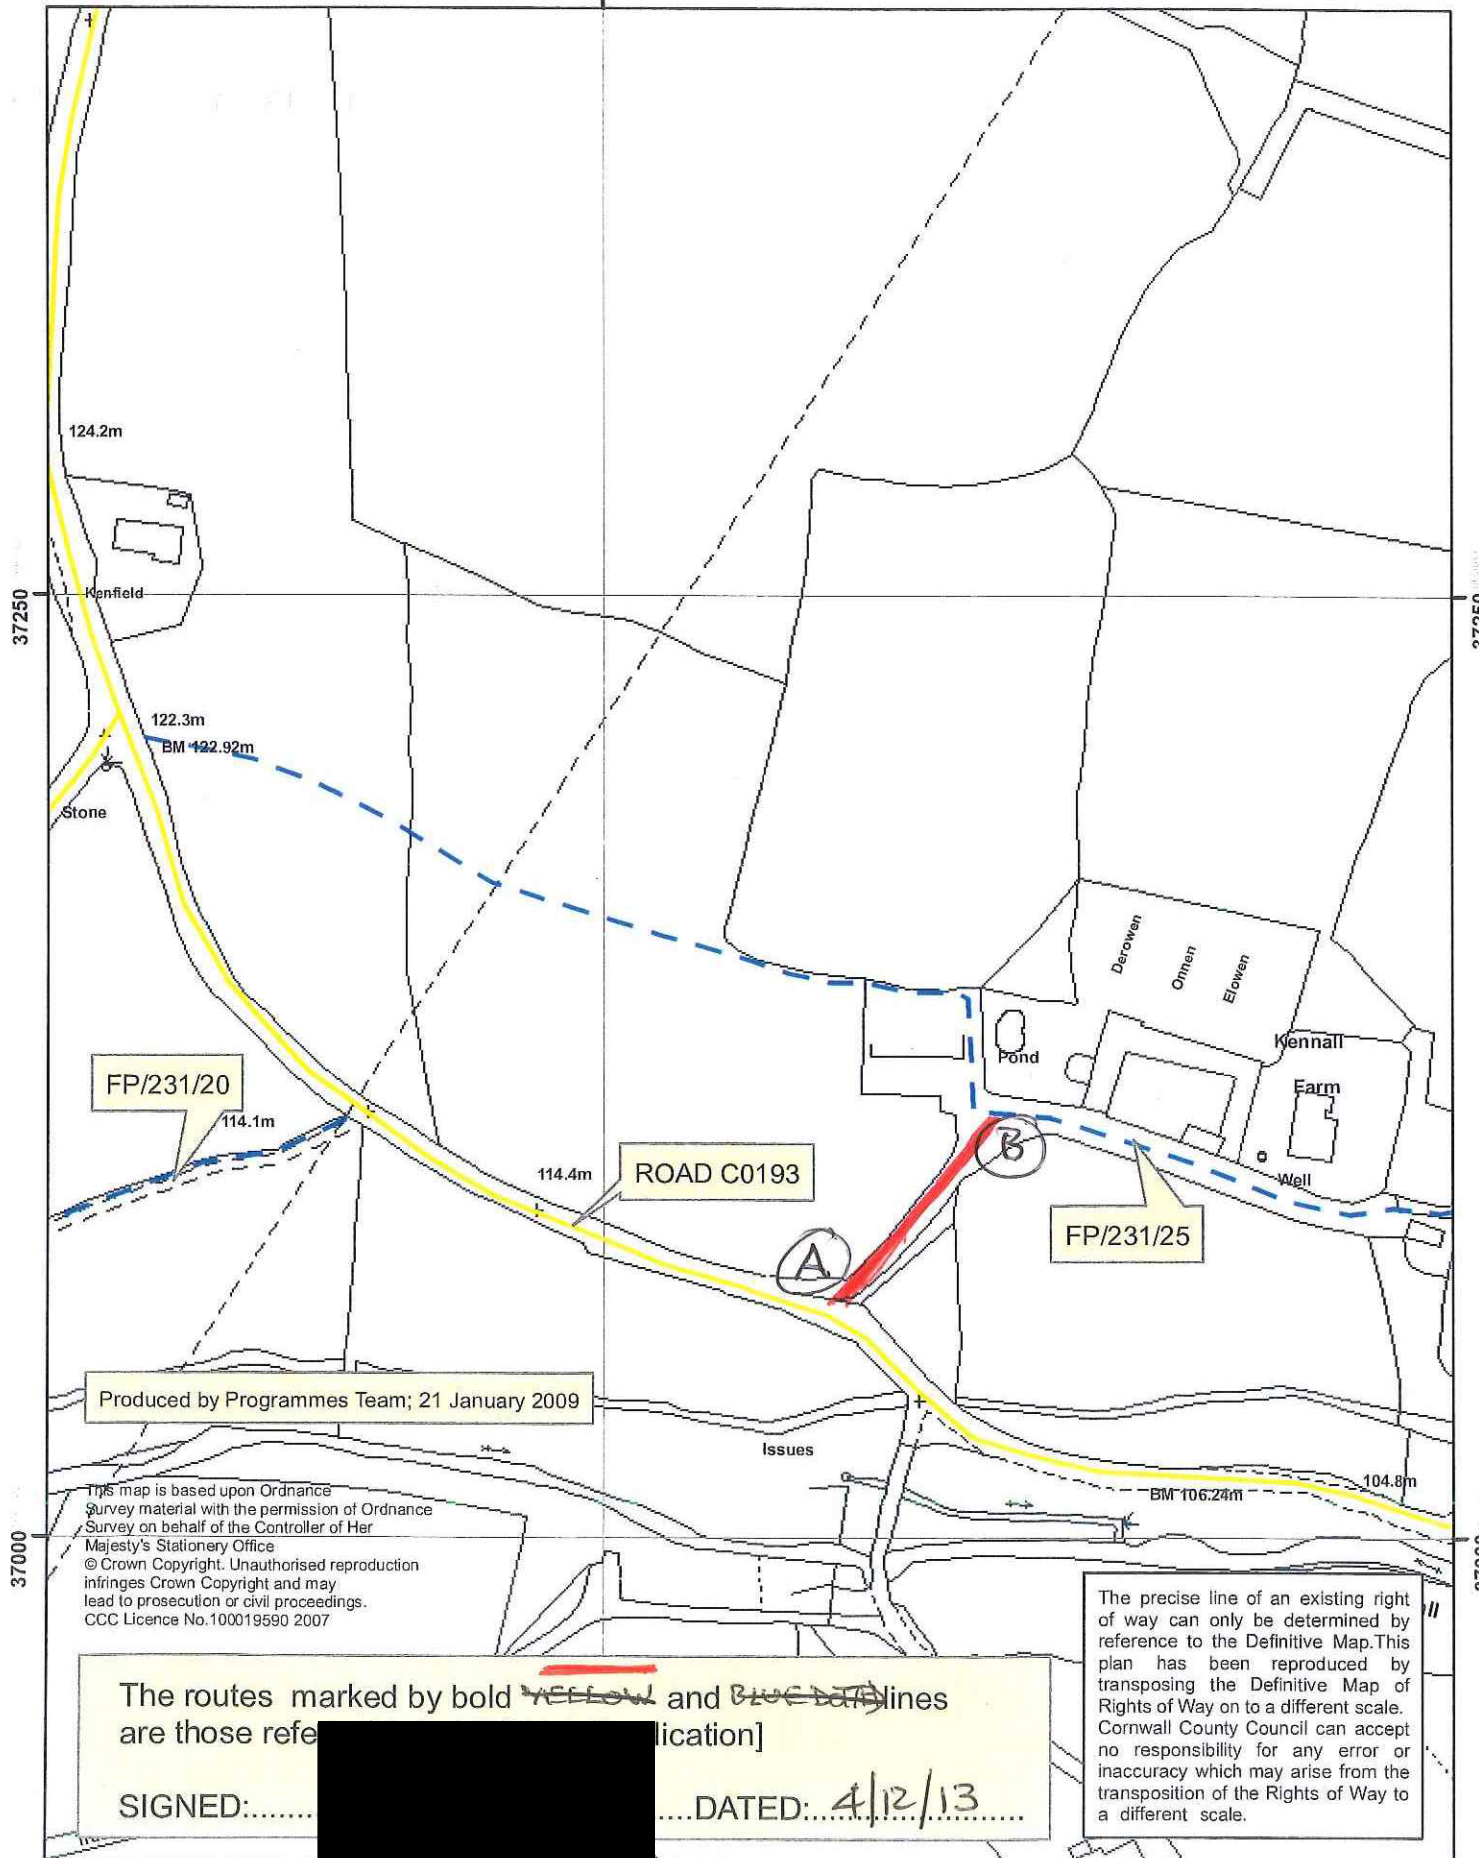 124.2m
Kenfield
37250
37250
122.3m
BM 122.92m
Stone
Derowen
Onnen
Elowen
Pond
Kennall
Farm
Well
FP/231/20
114.1m
114.4m
ROAD C0193
B
A
FP/231/25
Produced by Programmes Team; 21 January 2009
Issues
104.8m
BM 106.24m
37000
This map is based upon Ordnance
Survey material with the permission of Ordnance
Survey on behalf of the Controller of Her
Majesty's Stationery Office
© Crown Copyright. Unauthorised reproduction
infringes Crown Copyright and may
lead to prosecution or civil proceedings.
CCC Licence No.100019590 2007
The precise line of an existing right
of way can only be determined by
reference to the Definitive Map.This
plan has been reproduced by
transposing the Definitive Map of
Rights of Way on to a different scale.
Cornwall County Council can accept
no responsibility for any error or
inaccuracy which may arise from the
transposition of the Rights of Way to
a different scale.
The routes marked by bold YELLOW and BLUE lines
are those refe lication]
SIGNED:....... ....DATED:..4/12/13......